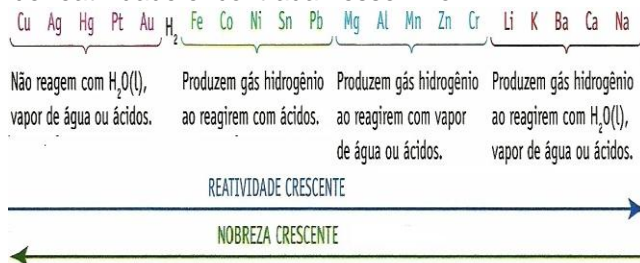 Cu Ag Hg Pt Au H2 Fe Co Ni Sn Pb Mg Al Mn Zn Cr Li K Ba Ca Na
Não reagem com H2O(l),
vapor de água ou ácidos.
Produzem gás hidrogênio
ao reagirem com ácidos.
Produzem gás hidrogênio
ao reagirem com vapor
de água ou ácidos.
Produzem gás hidrogênio
ao reagirem com H2O(l),
vapor de água ou ácidos.
REATIVIDADE CRESCENTE
NOBREZA CRESCENTE